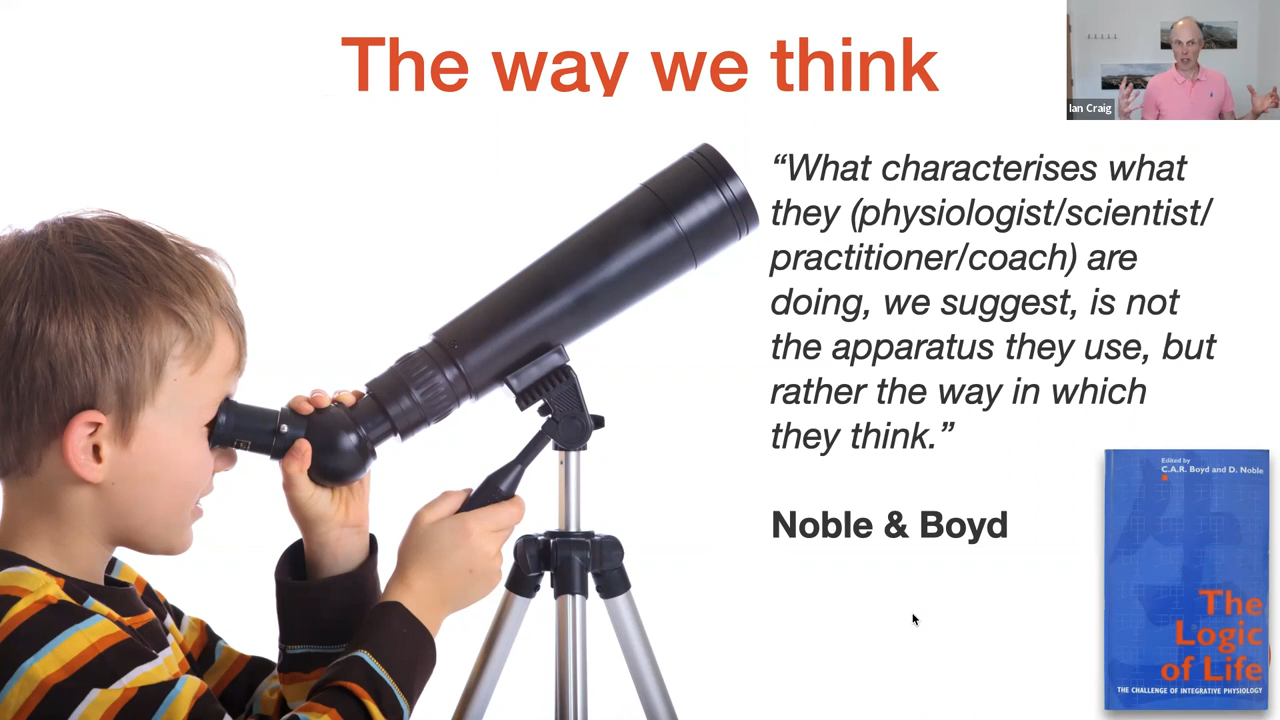 The way we think
Ian Craig
“What characterises what
they (physiologist/scientist/
practitioner/coach) are
doing, we suggest, is not
the apparatus they use, but
rather the way in which
they think.”
Noble & Boyd
Edited by
C.A.R. Boyd and D. Noble
The
Logic
of Life
THE CHALLENGE OF INTEGRATIVE PHYSIOLOGY